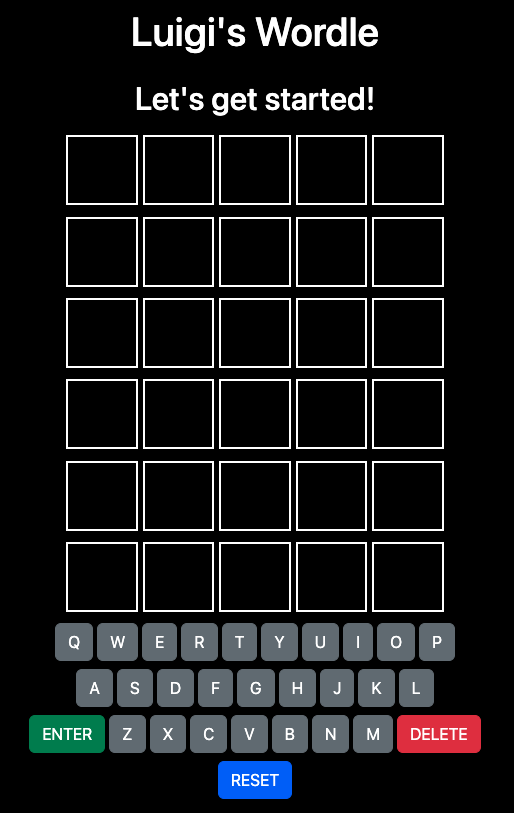 Luigi's Wordle
Let's get started!
Q W E R T Y U I O P
A S D F G H J K L
ENTER Z X C V B N M DELETE
RESET